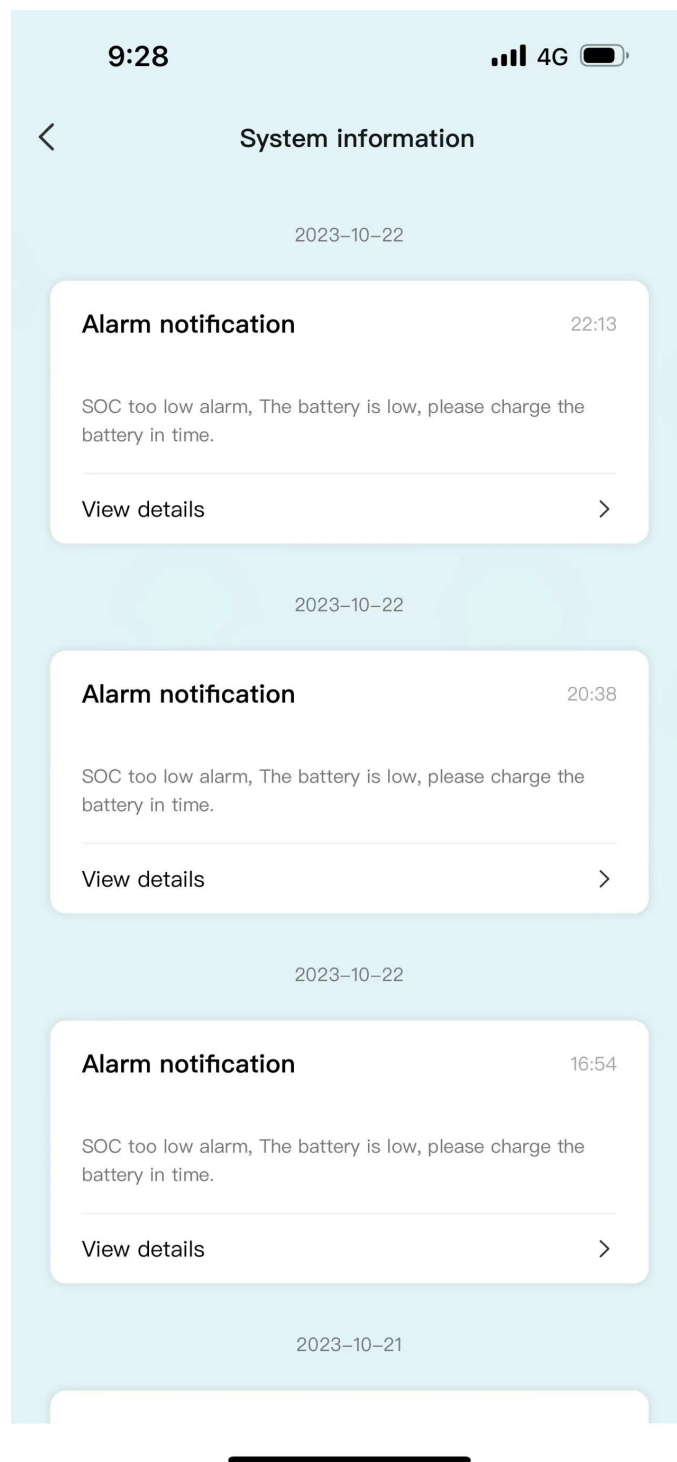 9:28 4G
System information
2023-10-22
Alarm notification 22:13
SOC too low alarm, The battery is low, please charge the
battery in time.
View details
2023-10-22
Alarm notification 20:38
SOC too low alarm, The battery is low, please charge the
battery in time.
View details
2023-10-22
Alarm notification 16:54
SOC too low alarm, The battery is low, please charge the
battery in time.
View details
2023-10-21